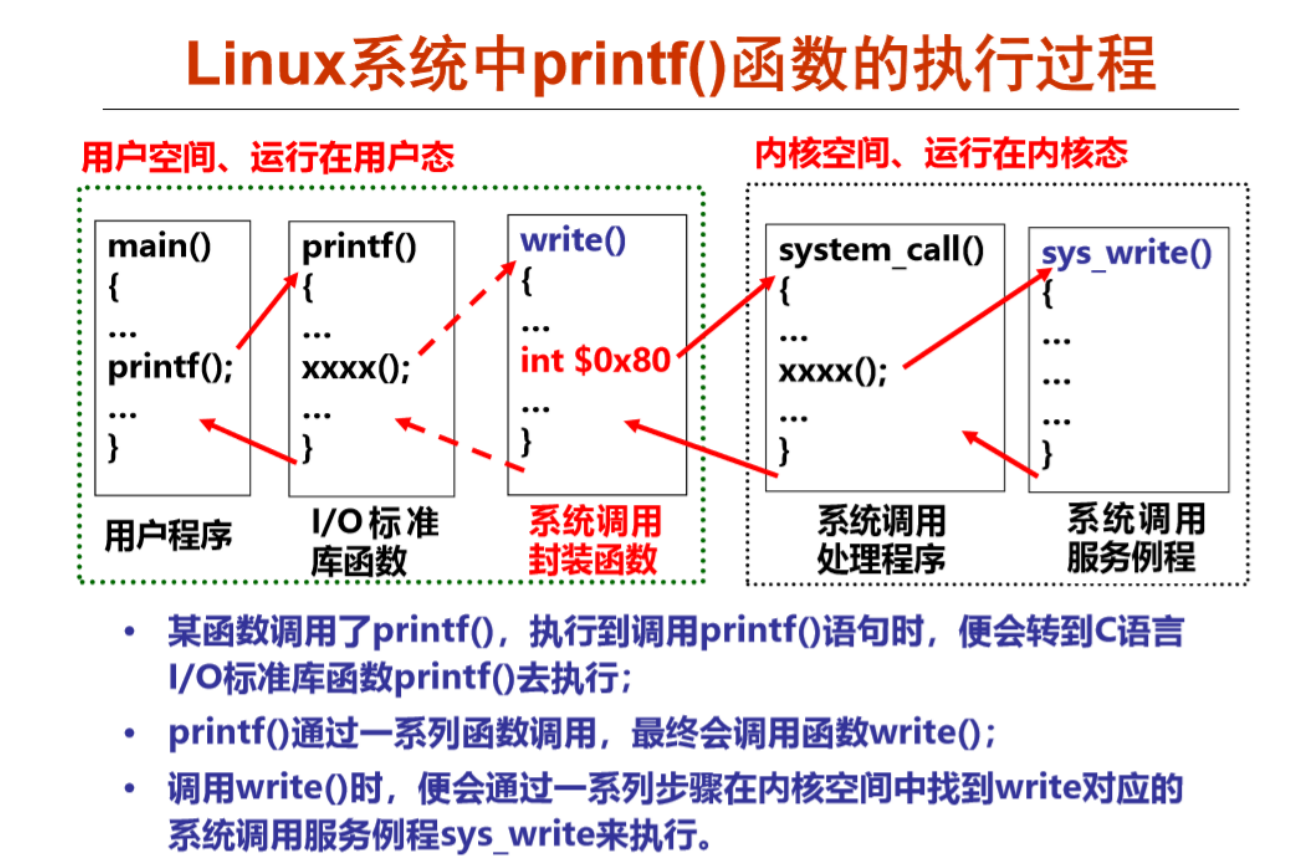 Linux系统中printf()函数的执行过程
用户空间、运行在用户态
内核空间、运行在内核态
main()
{
...
printf();
...
}
用户程序
printf()
{
...
xxxx();
...
}
I/O标准
库函数
write()
{
...
int $0x80
...
}
系统调用
封装函数
system_call()
{
...
xxxx();
...
}
系统调用
处理程序
sys_write()
{
...
...
...
}
系统调用
服务例程
• 某函数调用了printf()，执行到调用printf()语句时，便会转到C语言
I/O标准库函数printf()去执行；
• printf()通过一系列函数调用，最终会调用函数write()；
• 调用write()时，便会通过一系列步骤在内核空间中找到write对应的
系统调用服务例程sys_write来执行。